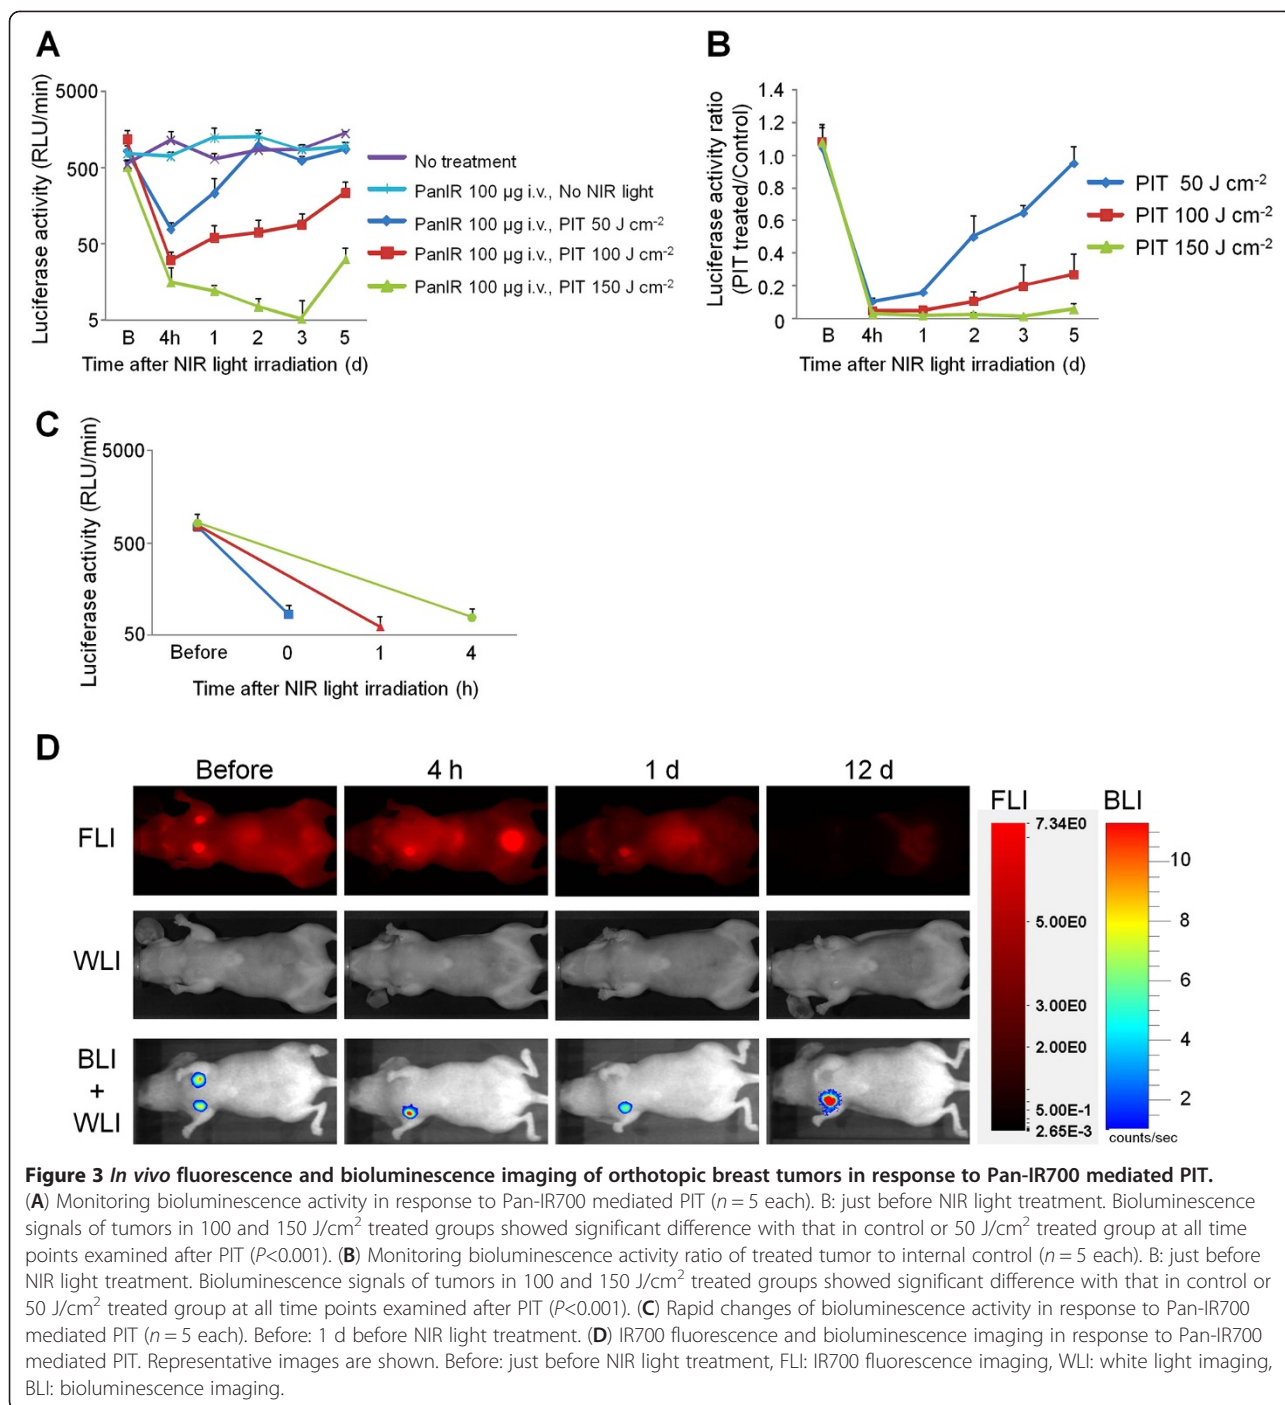 A
Luciferase activity (RLU/min)
5000
500
50
5
B 4h 1 2 3 5
Time after NIR light irradiation (d)
No treatment
PanIR 100 µg i.v., No NIR light
PanIR 100 µg i.v., PIT 50 J cm-2
PanIR 100 µg i.v., PIT 100 J cm-2
PanIR 100 µg i.v., PIT 150 J cm-2
B
Luciferase activity ratio
(PIT treated/Control)
1.4
1.2
1.0
0.8
0.6
0.4
0.2
0
B 4h 1 2 3 5
Time after NIR light irradiation (d)
PIT 50 J cm-2
PIT 100 J cm-2
PIT 150 J cm-2
C
Luciferase activity (RLU/min)
5000
500
50
Before 0 1 4
Time after NIR light irradiation (h)
D
Before 4 h 1 d 12 d
FLI
WLI
BLI
+
WLI
FLI
7.34E0
5.00E0
3.00E0
2.00E0
5.00E-1
2.65E-3
BLI
10
8
6
4
2
counts/sec
Figure 3 In vivo fluorescence and bioluminescence imaging of orthotopic breast tumors in response to Pan-IR700 mediated PIT.
(A) Monitoring bioluminescence activity in response to Pan-IR700 mediated PIT (n = 5 each). B: just before NIR light treatment. Bioluminescence
signals of tumors in 100 and 150 J/cm2 treated groups showed significant difference with that in control or 50 J/cm2 treated group at all time
points examined after PIT (P<0.001). (B) Monitoring bioluminescence activity ratio of treated tumor to internal control (n = 5 each). B: just before
NIR light treatment. Bioluminescence signals of tumors in 100 and 150 J/cm2 treated groups showed significant difference with that in control or
50 J/cm2 treated group at all time points examined after PIT (P<0.001). (C) Rapid changes of bioluminescence activity in response to Pan-IR700
mediated PIT (n = 5 each). Before: 1 d before NIR light treatment. (D) IR700 fluorescence and bioluminescence imaging in response to Pan-IR700
mediated PIT. Representative images are shown. Before: just before NIR light treatment, FLI: IR700 fluorescence imaging, WLI: white light imaging,
BLI: bioluminescence imaging.